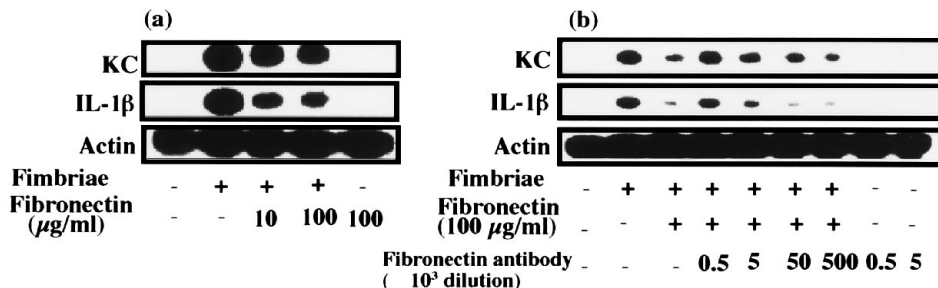 (a)
KC
IL-1β
Actin
Fimbriae - + + + -
Fibronectin
(μg/ml) - - 10 100 100
(b)
KC
IL-1β
Actin
Fimbriae - + + + + + + - -
Fibronectin
(100 μg/ml) - - + + + + + - -
Fibronectin antibody
( 10³ dilution) - - - 0.5 5 50 500 0.5 5